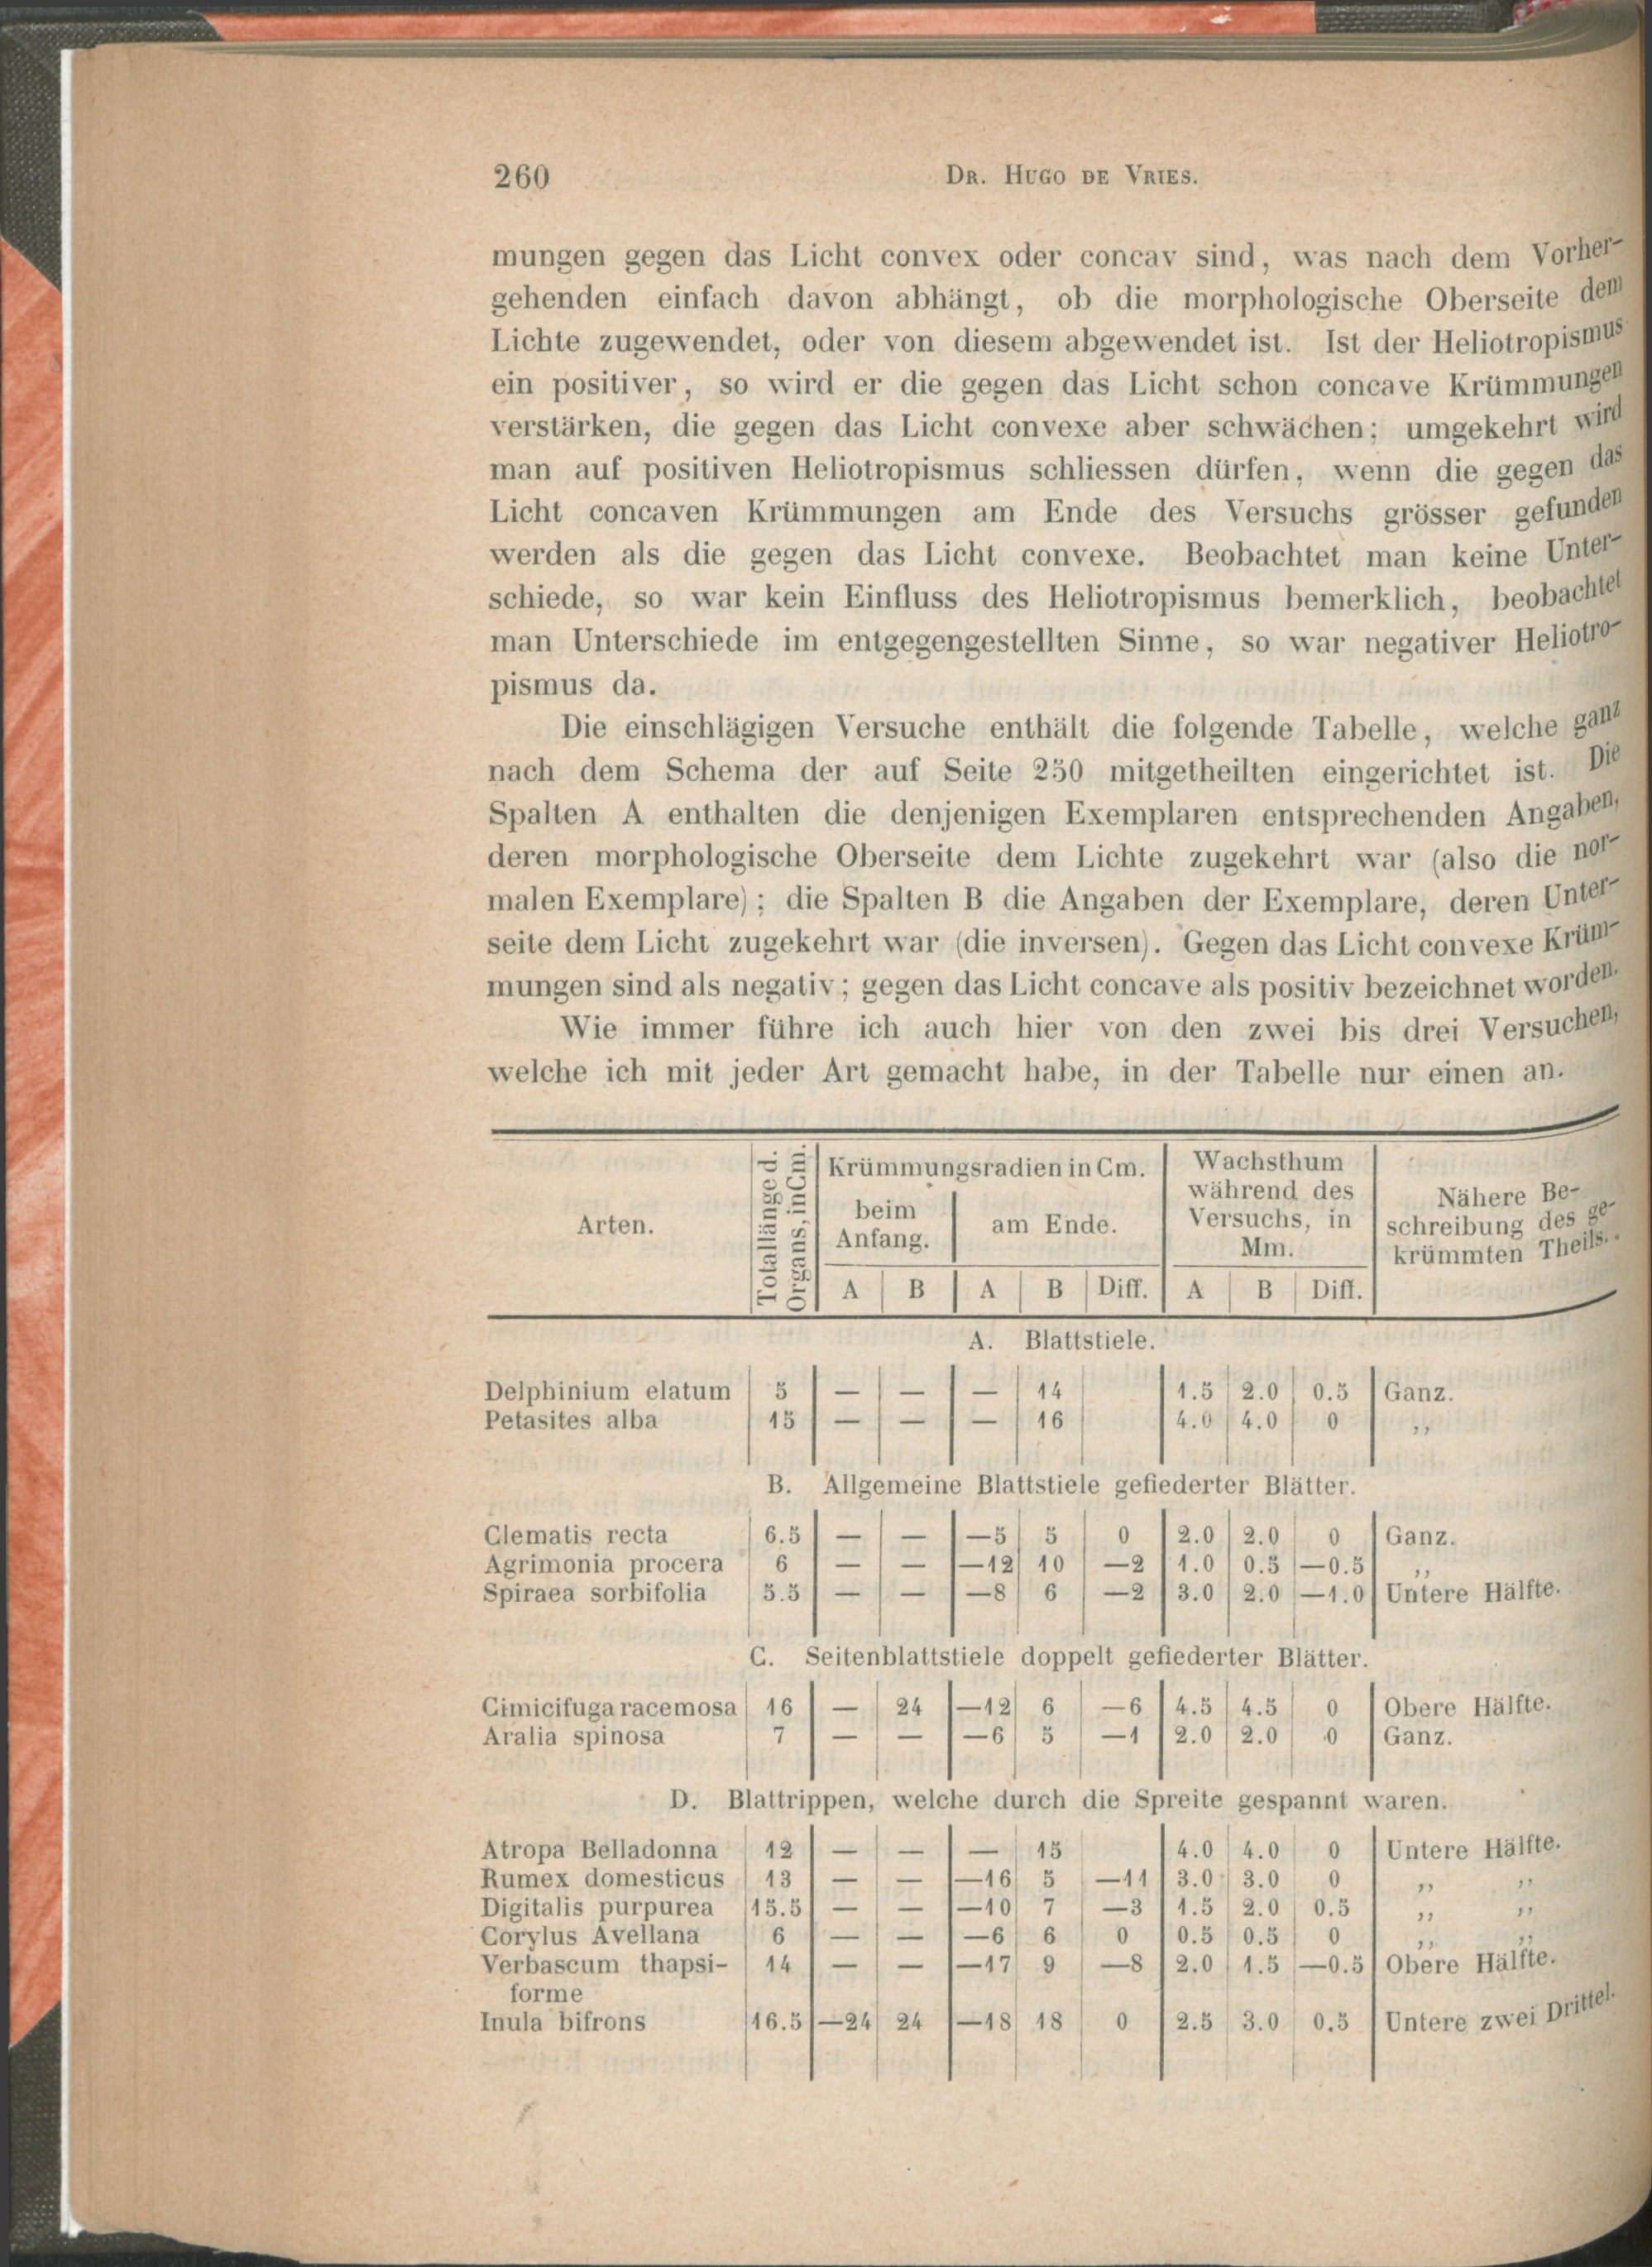 260
DR. HUGO DE VRIES.
mungen gegen das Licht convex oder concav sind, was nach dem Vorher-
gehenden einfach davon abhängt, ob die morphologische Oberseite dem
Lichte zugewendet, oder von diesem abgewendet ist. Ist der Heliotropismus
ein positiver, so wird er die gegen das Licht schon concave Krümmungen
verstärken, die gegen das Licht convexe aber schwächen; umgekehrt wird
man auf positiven Heliotropismus schliessen dürfen, wenn die gegen das
Licht concaven Krümmungen am Ende des Versuchs grösser gefunden
werden als die gegen das Licht convexe. Beobachtet man keine Unter-
schiede, so war kein Einfluss des Heliotropismus bemerklich, beobachtet
man Unterschiede im entgegengestellten Sinne, so war negativer Heliotro-
pismus da.
Die einschlägigen Versuche enthält die folgende Tabelle, welche ganz
nach dem Schema der auf Seite 250 mitgetheilten eingerichtet ist. Die
Spalten A enthalten die denjenigen Exemplaren entsprechenden Angaben,
deren morphologische Oberseite dem Lichte zugekehrt war (also die nor-
malen Exemplare); die Spalten B die Angaben der Exemplare, deren Unter-
seite dem Licht zugekehrt war (die inversen). Gegen das Licht convexe Krüm-
mungen sind als negativ; gegen das Licht concave als positiv bezeichnet worden.
Wie immer führe ich auch hier von den zwei bis drei Versuchen,
welche ich mit jeder Art gemacht habe, in der Tabelle nur einen an.
Arten.
Totallänge d.
Organs, in Cm.
Krümmungsradien in Cm.
beim
Anfang.
am Ende.
Wachsthum
während des
Versuchs, in
Mm.
Nähere Be-
schreibung des ge-
krümmten Theils.
A B A B Diff. A B Diff.
A. Blattstiele.
Delphinium elatum 5 — — — 14 1.5 2.0 0.5 Ganz.
Petasites alba 15 — — — 16 4.0 4.0 0 ,,
B. Allgemeine Blattstiele gefiederter Blätter.
Clematis recta 6.5 — — —5 5 0 2.0 2.0 0 Ganz.
Agrimonia procera 6 — — —12 10 —2 1.0 0.5 —0.5 ,,
Spiraea sorbifolia 5.5 — — —8 6 —2 3.0 2.0 —1.0 Untere Hälfte.
C. Seitenblattstiele doppelt gefiederter Blätter.
Cimicifuga racemosa 16 — 24 —12 6 —6 4.5 4.5 0 Obere Hälfte.
Aralia spinosa 7 — — —6 5 —1 2.0 2.0 0 Ganz.
D. Blattrippen, welche durch die Spreite gespannt waren.
Atropa Belladonna 12 — — — 15 4.0 4.0 0 Untere Hälfte.
Rumex domesticus 13 — — —16 5 —11 3.0 3.0 0 ,, ,,
Digitalis purpurea 15.5 — — —10 7 —3 1.5 2.0 0.5 ,, ,,
Corylus Avellana 6 — — —6 6 0 0.5 0.5 0 ,, ,,
Verbascum thapsi- 14 — — —17 9 —8 2.0 1.5 —0.5 Obere Hälfte.
forme
Inula bifrons 16.5 —24 24 —18 18 0 2.5 3.0 0.5 Untere zwei Drittel.